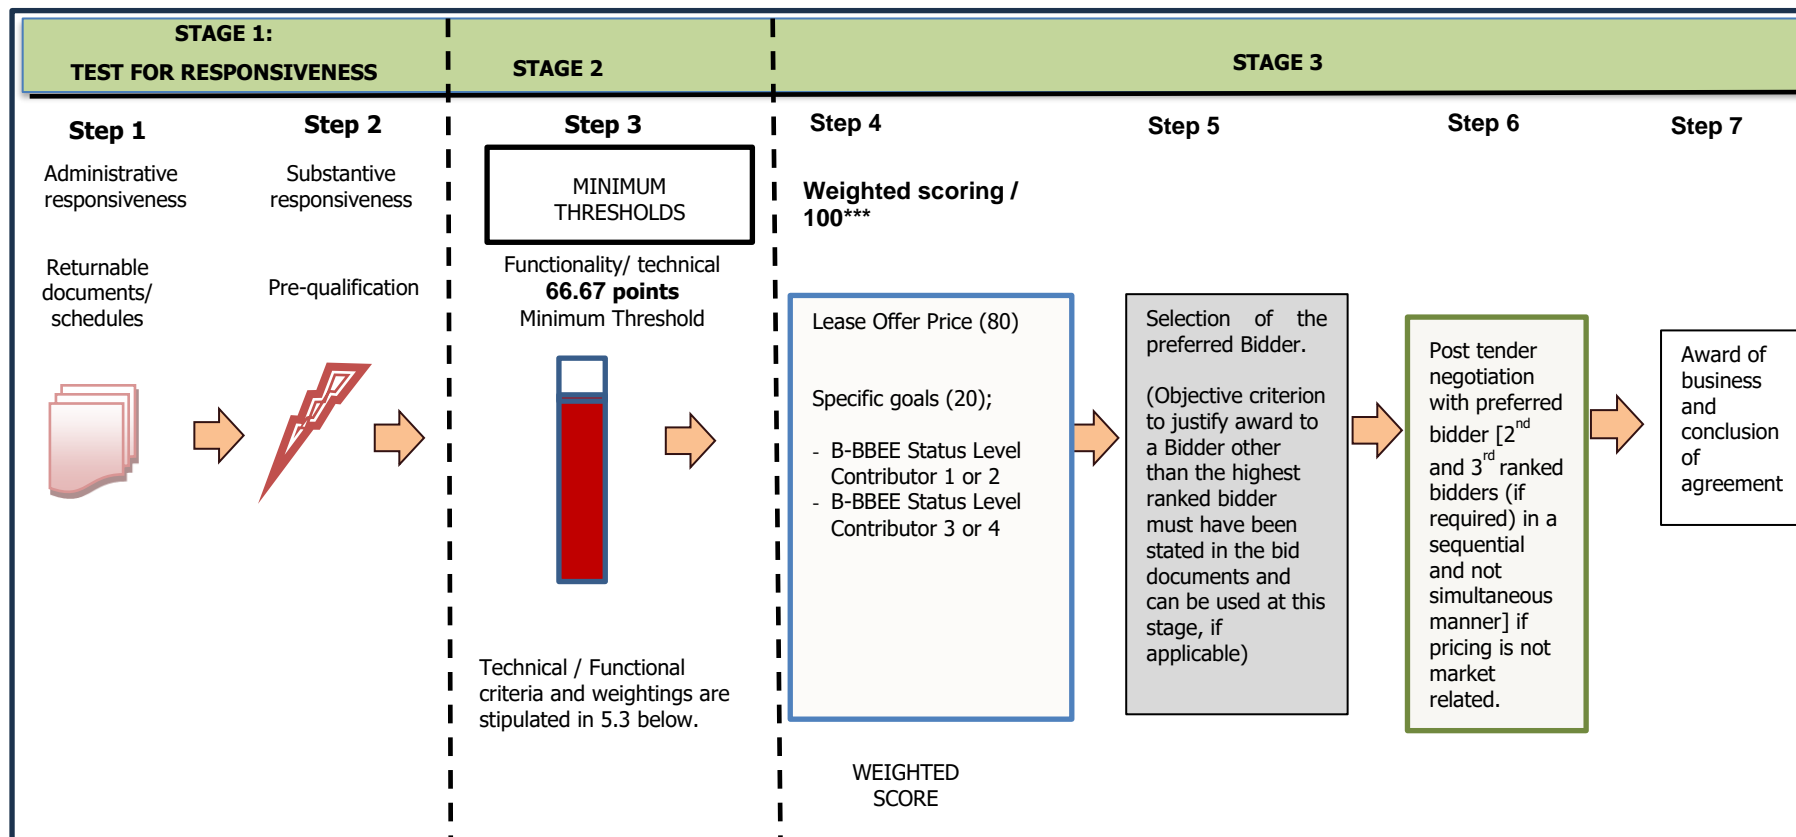 STAGE 1:
TEST FOR RESPONSIVENESS
STAGE 2
STAGE 3
Step 1
Administrative
responsiveness
Returnable
documents/
schedules
Step 2
Substantive
responsiveness
Pre-qualification
Step 3
MINIMUM
THRESHOLDS
Functionality/ technical
66.67 points
Minimum Threshold
Technical / Functional
criteria and weightings are
stipulated in 5.3 below.
Step 4
Weighted scoring /
100***
Lease Offer Price (80)
Specific goals (20);
- B-BBEE Status Level
Contributor 1 or 2
- B-BBEE Status Level
Contributor 3 or 4
WEIGHTED
SCORE
Step 5
Selection of the
preferred Bidder.
(Objective criterion
to justify award to
a Bidder other
than the highest
ranked bidder
must have been
stated in the bid
documents and
can be used at this
stage, if
applicable)
Step 6
Post tender
negotiation
with preferred
bidder [2nd
and 3rd ranked
bidders (if
required) in a
sequential
and not
simultaneous
manner] if
pricing is not
market
related.
Step 7
Award of
business
and
conclusion
of
agreement